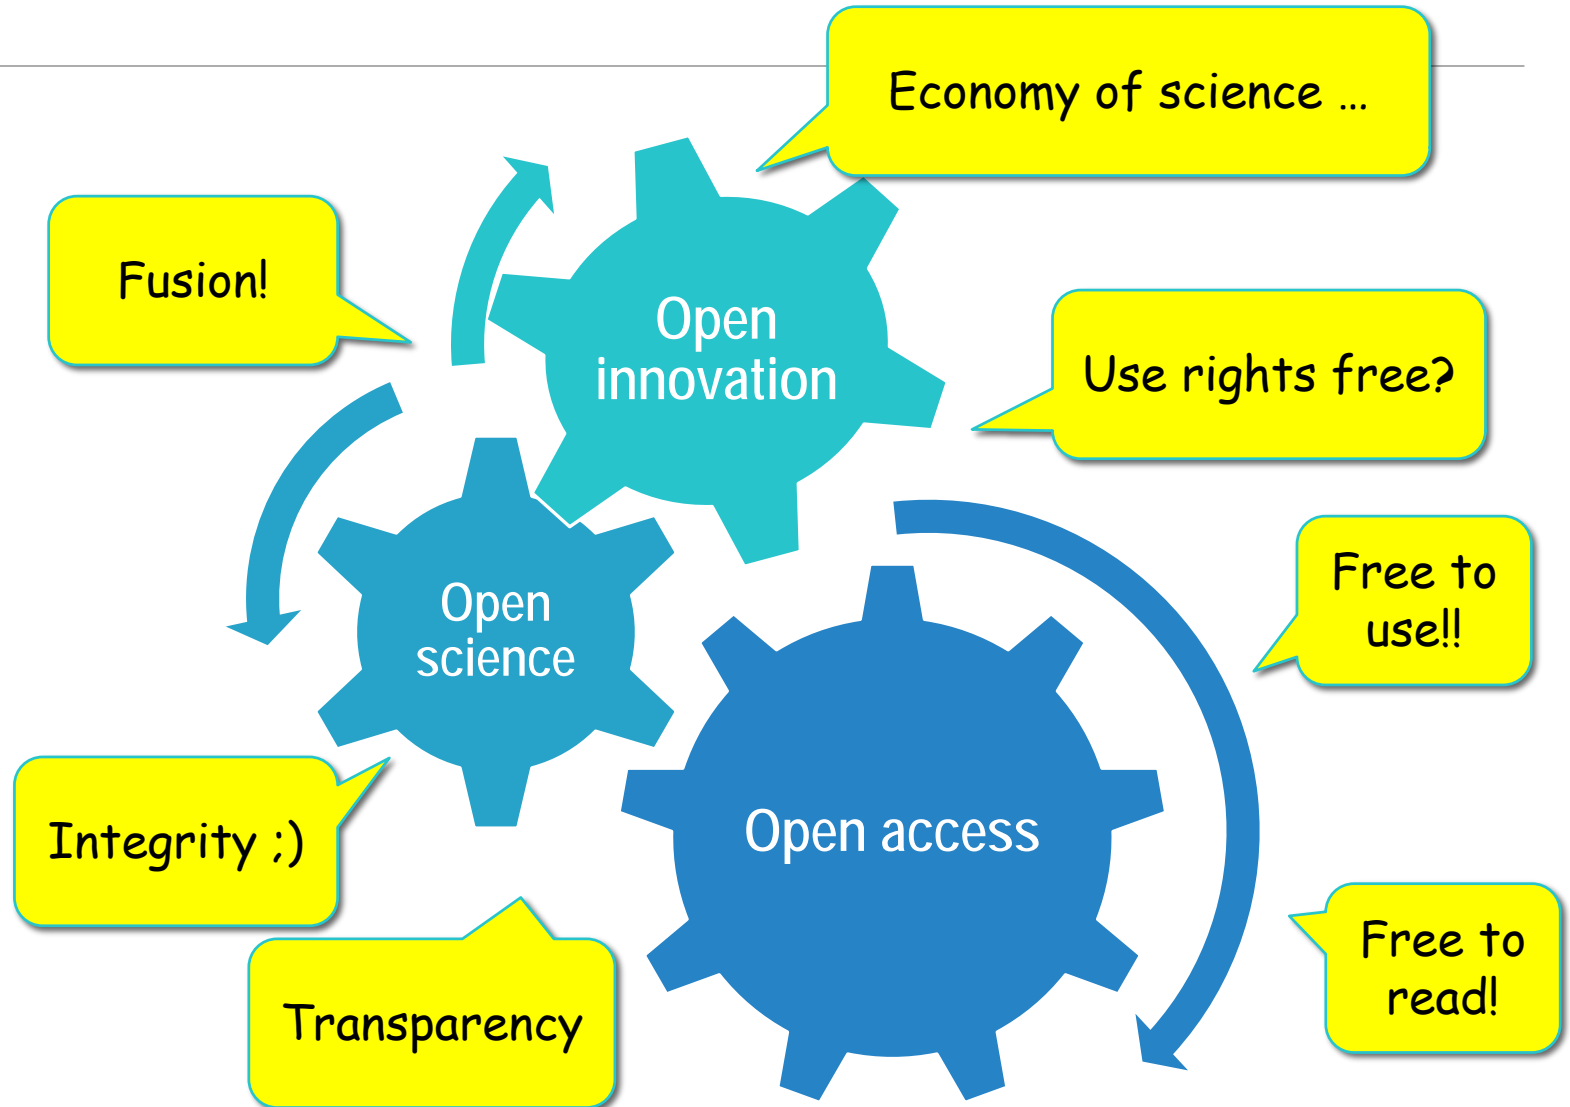 Economy of science ...
Fusion!
Open
innovation
Use rights free?
Free to
use!!
Open
science
Open access
Integrity ;)
Free to
read!
Transparency